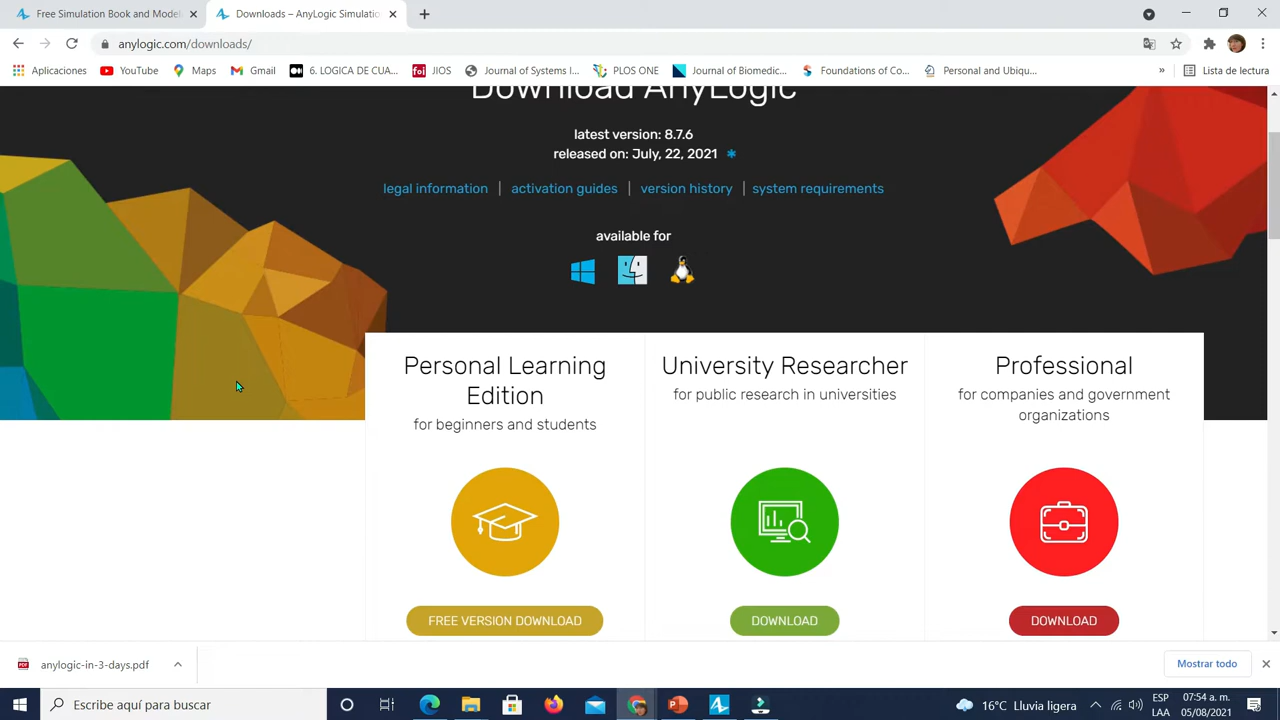 Free Simulation Book and Model
Downloads – AnyLogic Simulatio
anylogic.com/downloads/
Aplicaciones
YouTube
Maps
Gmail
6. LOGICA DE CUA...
JIOS
Journal of Systems I...
PLOS ONE
Journal of Biomedic...
Foundations of Co...
Personal and Ubiqu...
»
Lista de lectura
Download AnyLogic
latest version: 8.7.6
released on: July, 22, 2021 *
legal information | activation guides | version history | system requirements
available for
Personal Learning
Edition
for beginners and students
FREE VERSION DOWNLOAD
University Researcher
for public research in universities
DOWNLOAD
Professional
for companies and government
organizations
DOWNLOAD
anylogic-in-3-days.pdf
Mostrar todo
Escribe aquí para buscar
16°C Lluvia ligera
ESP
LAA
07:54 a. m.
05/08/2021